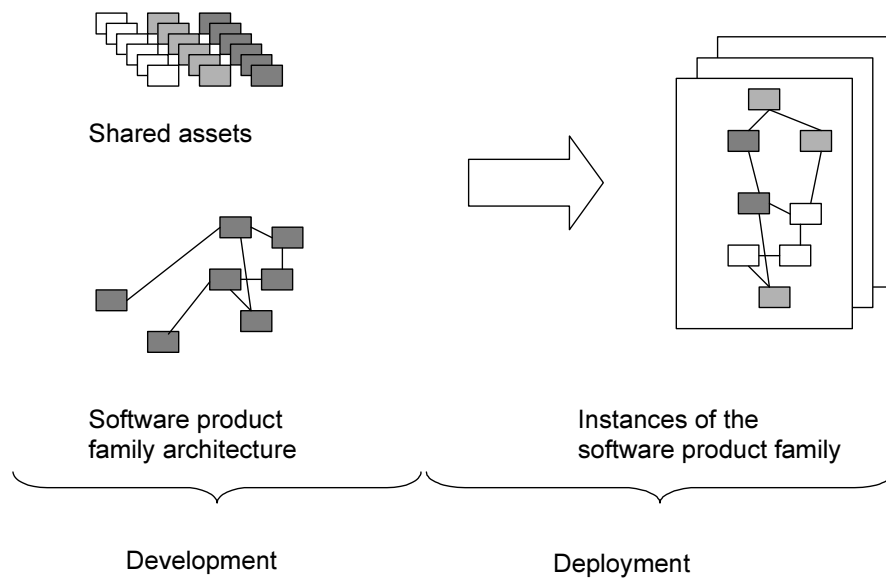 Shared assets
Software product
family architecture
Instances of the
software product family
Development
Deployment